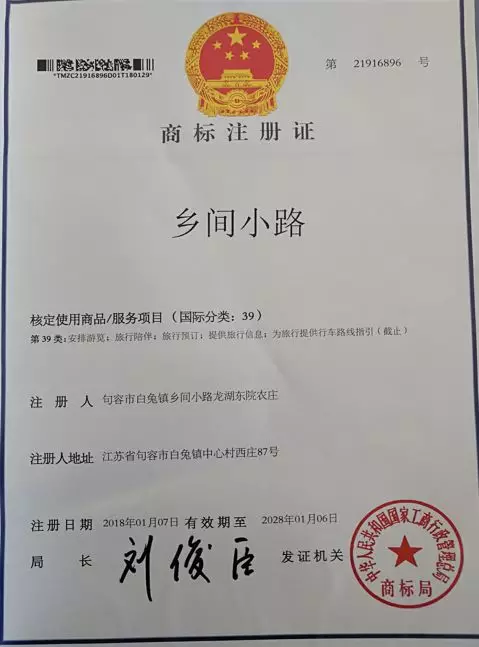 *TMZC21916896D01T180129*
第 21916896 号
商标注册证
乡间小路
核定使用商品/服务项目（国际分类：39）
第39类：安排游览；旅行陪伴；旅行预订；提供旅行信息；为旅行提供行车路线指引（截止）
注册人 句容市白兔镇乡间小路龙湖东院农庄
注册人地址 江苏省句容市白兔镇中心村西庄87号
注册日期 2018年01月07日 有效期至 2028年01月06日
局长 刘俊臣 发证机关
中华人民共和国国家工商行政管理总局
商标局